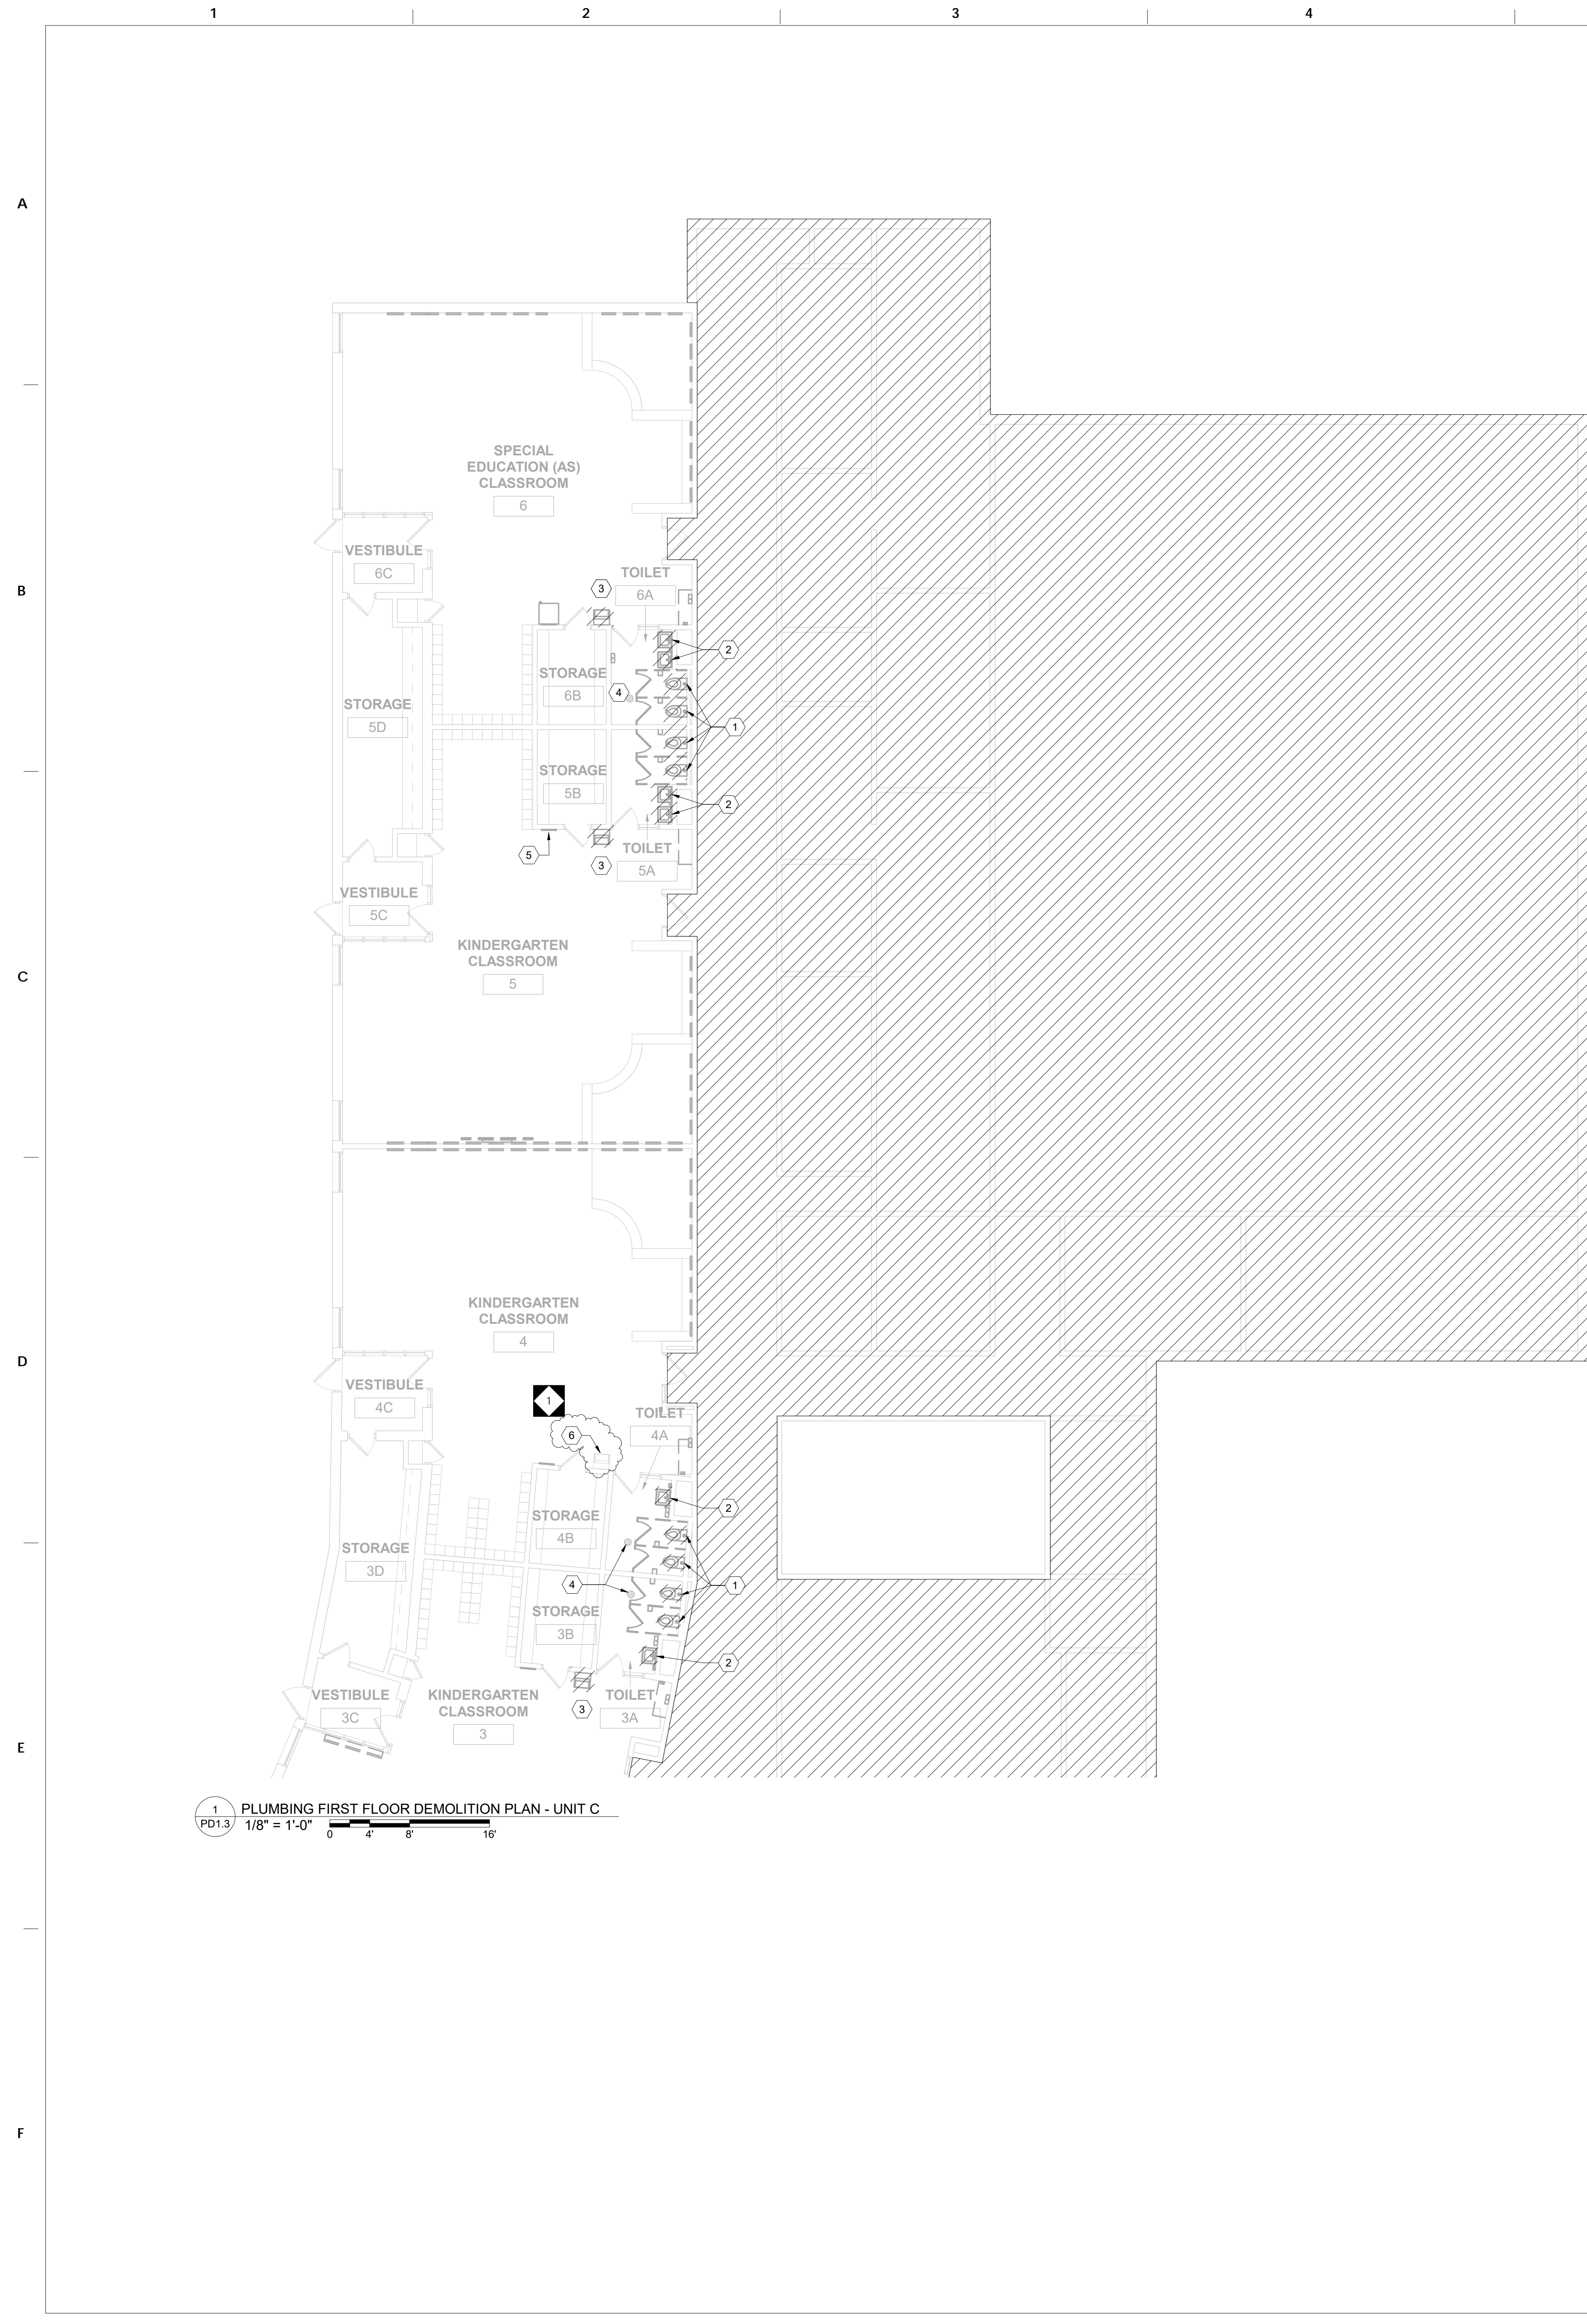 1
2
3
4
A
SPECIAL
EDUCATION (AS)
CLASSROOM
6
VESTIBULE
6C
B
3
TOILET
6A
2
STORAGE
6B
4
STORAGE
5D
1
STORAGE
5B
2
5
3
TOILET
5A
VESTIBULE
5C
KINDERGARTEN
CLASSROOM
5
C
KINDERGARTEN
CLASSROOM
4
D
VESTIBULE
4C
1
TOILET
4A
6
2
STORAGE
4B
STORAGE
3D
4
1
STORAGE
3B
2
VESTIBULE
3C
KINDERGARTEN
CLASSROOM
3
3
TOILET
3A
E
1
PD1.3
PLUMBING FIRST FLOOR DEMOLITION PLAN - UNIT C
1/8" = 1'-0"
0
4'
8'
16'
F